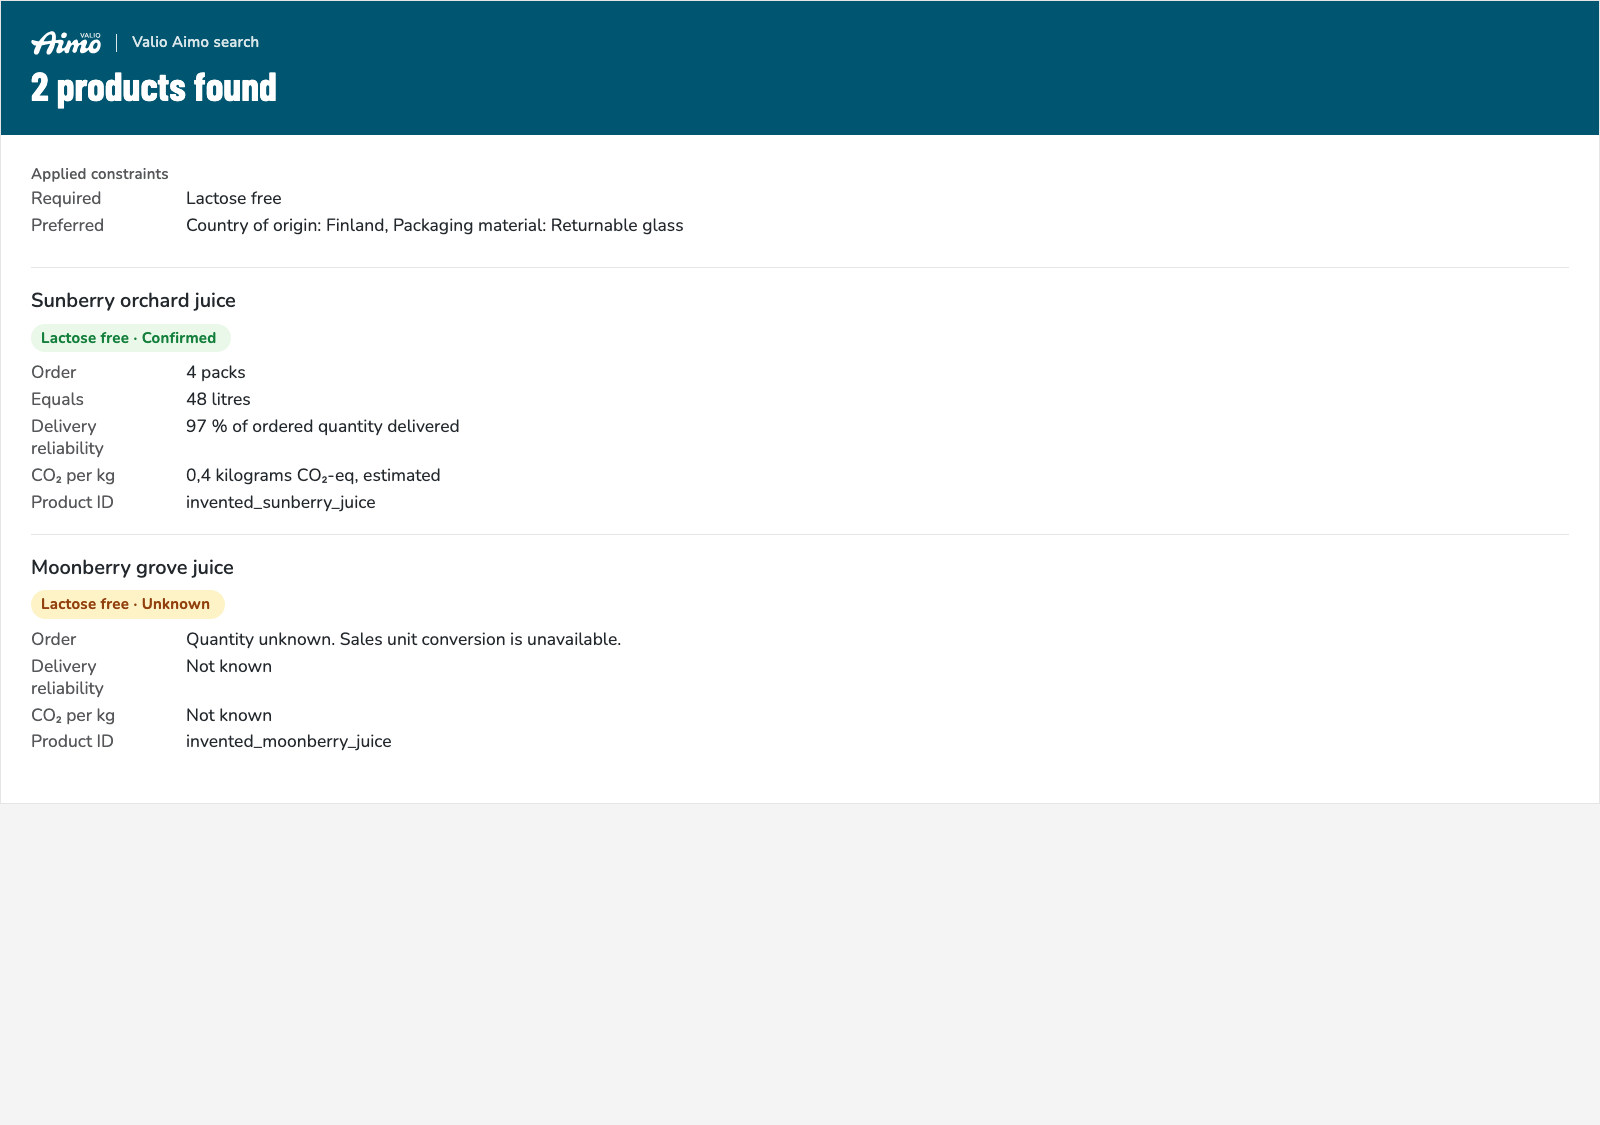 Aimo VALIO
Valio Aimo search
2 products found
Applied constraints
Required Lactose free
Preferred Country of origin: Finland, Packaging material: Returnable glass
Sunberry orchard juice
Lactose free · Confirmed
Order 4 packs
Equals 48 litres
Delivery reliability 97 % of ordered quantity delivered
CO₂ per kg 0,4 kilograms CO₂-eq, estimated
Product ID invented_sunberry_juice
Moonberry grove juice
Lactose free · Unknown
Order Quantity unknown. Sales unit conversion is unavailable.
Delivery reliability Not known
CO₂ per kg Not known
Product ID invented_moonberry_juice